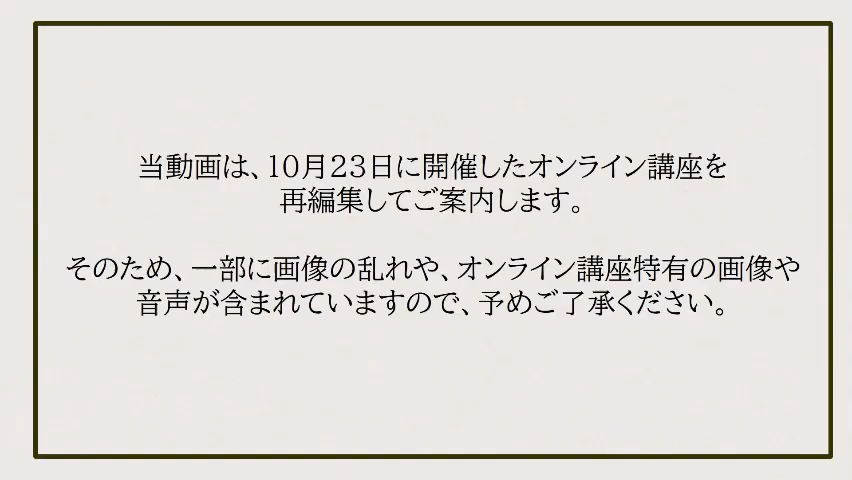 当動画は、10月23日に開催したオンライン講座を
再編集してご案内します。
そのため、一部に画像の乱れや、オンライン講座特有の画像や
音声が含まれていますので、予めご了承ください。